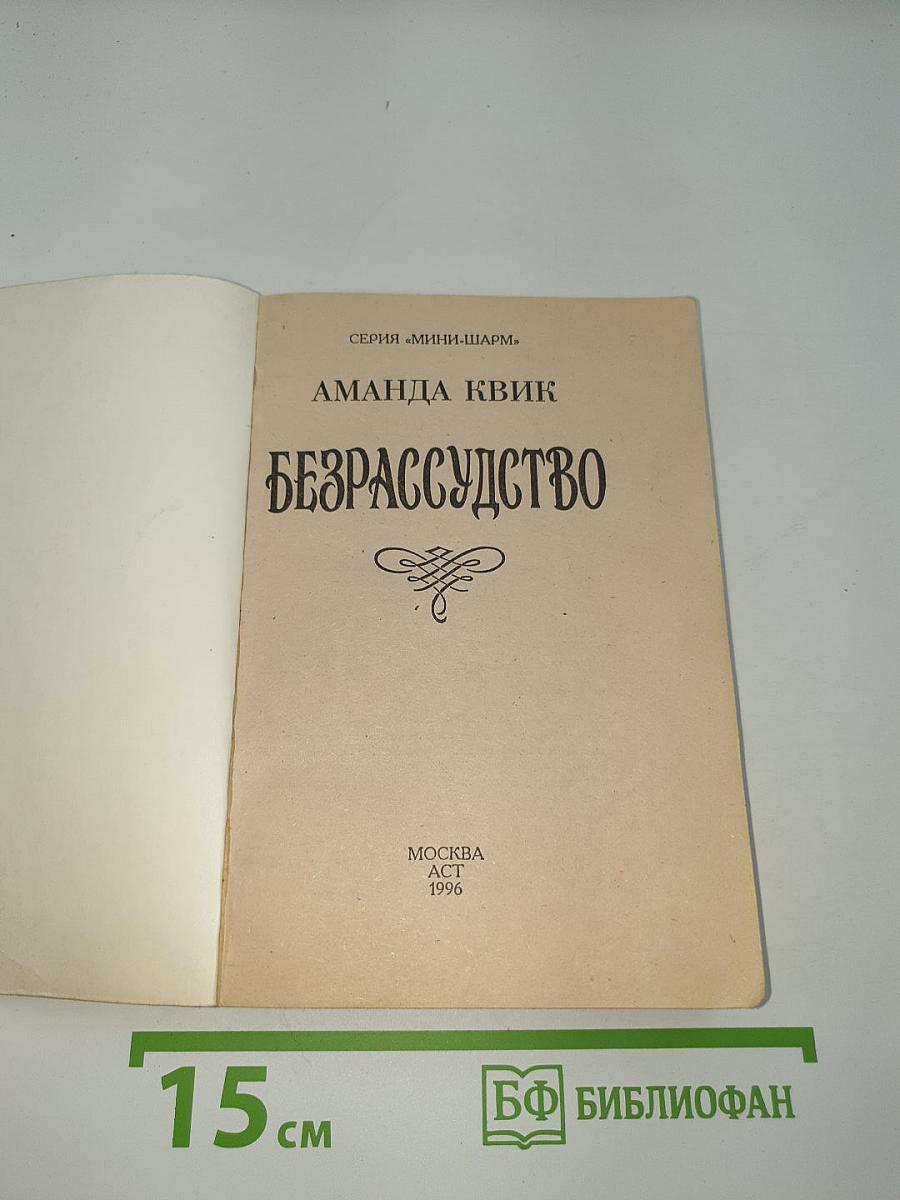 СЕРИЯ «МИНИ-ШАРМ»
АМАНДА КВИК
БЕЗРАССУДСТВО
МОСКВА
АСТ
1996
15 см
БФ БИБЛИОФАН